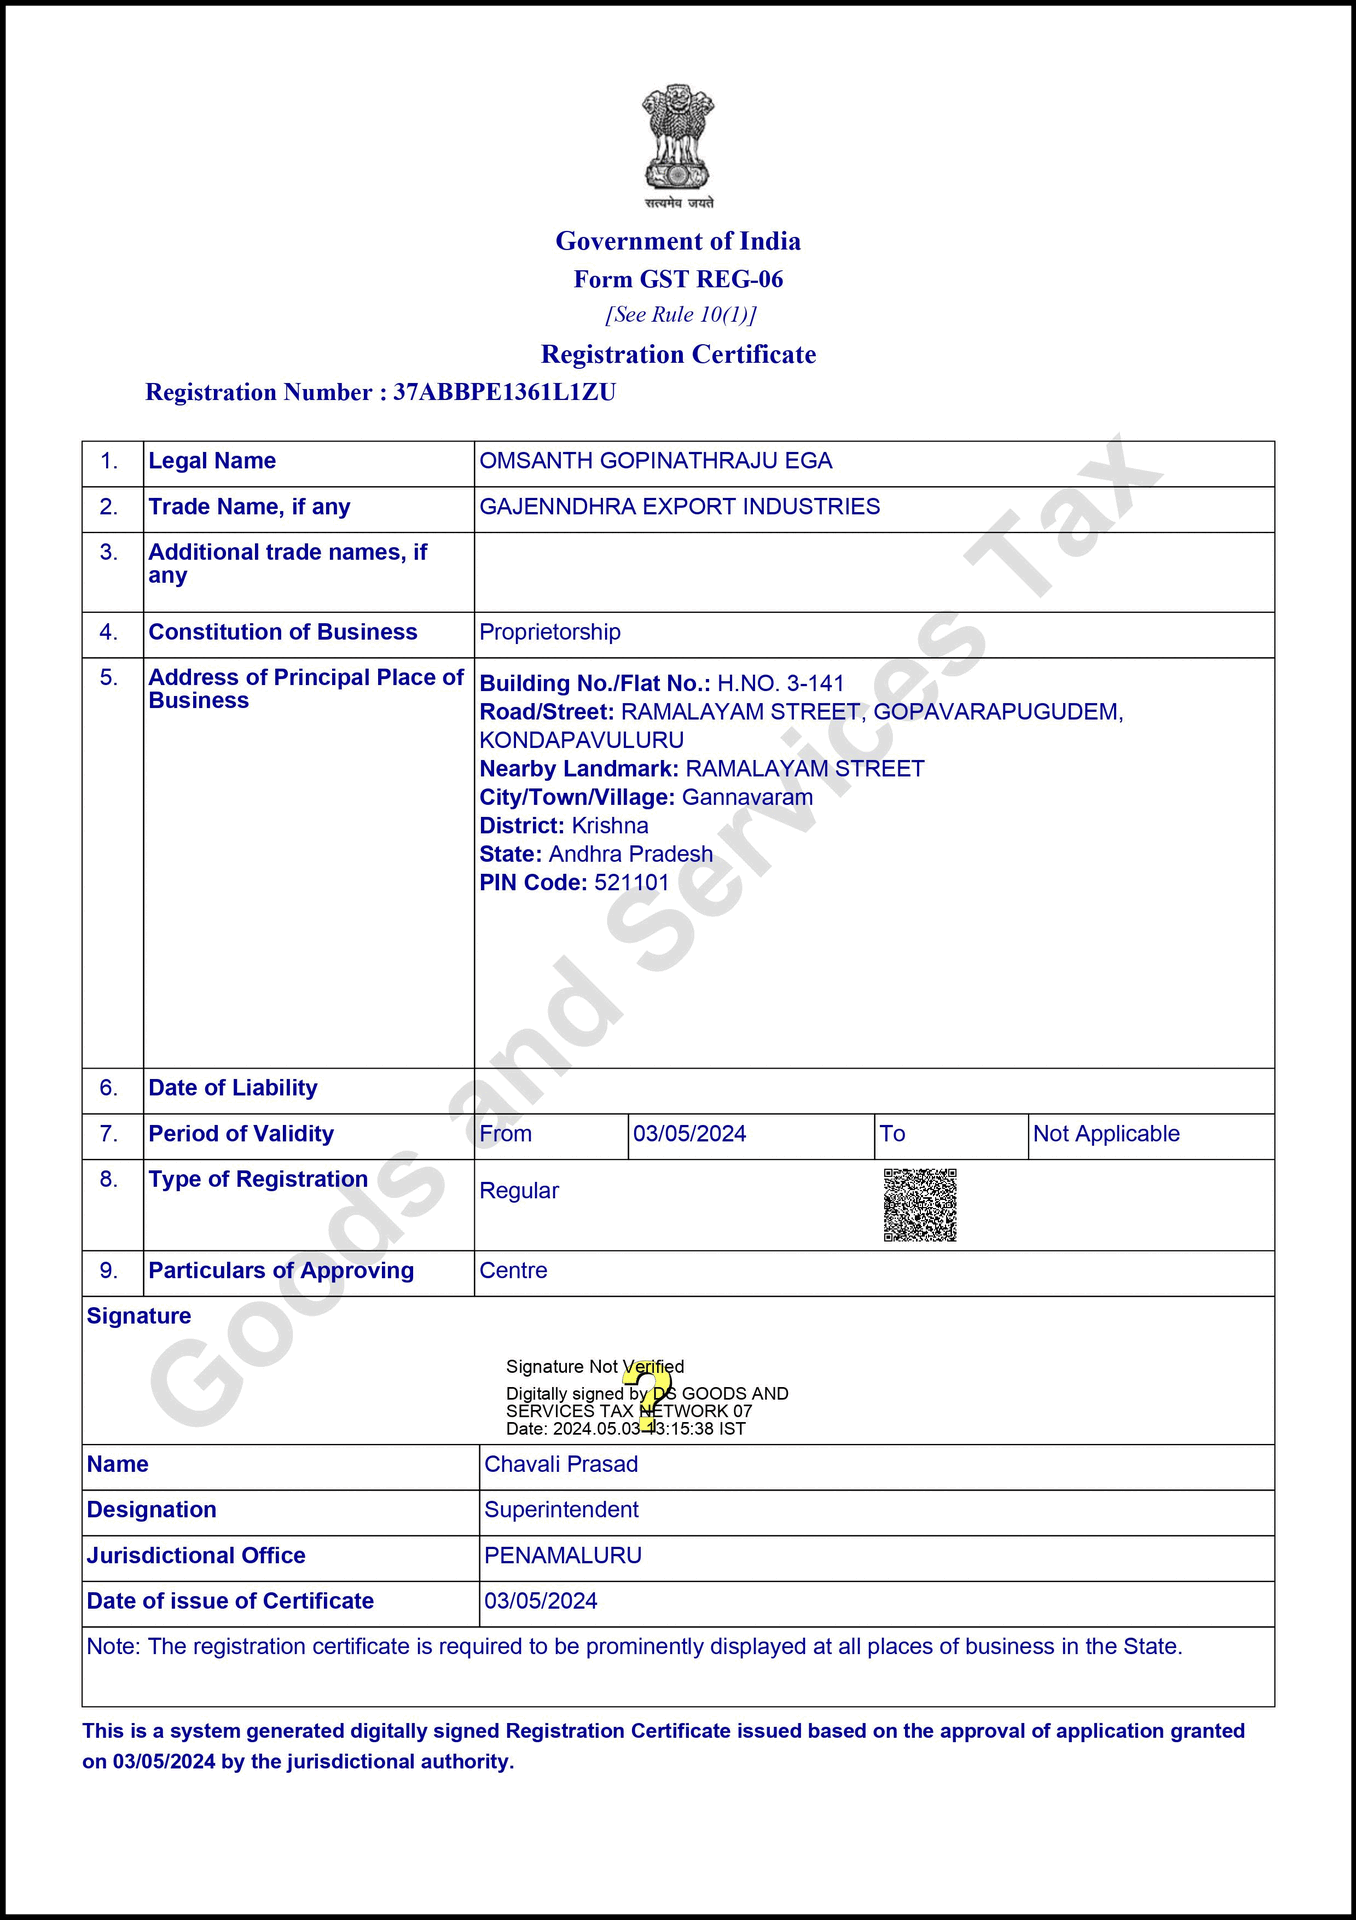 सत्यमेव जयते
Government of India
Form GST REG-06
[See Rule 10(1)]
Registration Certificate
Registration Number : 37ABBPE1361L1ZU
1. Legal Name OMSANTH GOPINATHRAJU EGA
2. Trade Name, if any GAJENNDHRA EXPORT INDUSTRIES
3. Additional trade names, if
any
4. Constitution of Business Proprietorship
5. Address of Principal Place of
Business
Building No./Flat No.: H.NO. 3-141
Road/Street: RAMALAYAM STREET, GOPAVARAPUGUDEM,
KONDAPAVULURU
Nearby Landmark: RAMALAYAM STREET
City/Town/Village: Gannavaram
District: Krishna
State: Andhra Pradesh
PIN Code: 521101
6. Date of Liability
7. Period of Validity From 03/05/2024 To Not Applicable
8. Type of Registration Regular
9. Particulars of Approving Centre
Signature
Signature Not Verified
Digitally signed by DS GOODS AND
SERVICES TAX NETWORK 07
Date: 2024.05.03 13:15:38 IST
?
Name Chavali Prasad
Designation Superintendent
Jurisdictional Office PENAMALURU
Date of issue of Certificate 03/05/2024
Note: The registration certificate is required to be prominently displayed at all places of business in the State.
This is a system generated digitally signed Registration Certificate issued based on the approval of application granted
on 03/05/2024 by the jurisdictional authority.
Goods and Services Tax